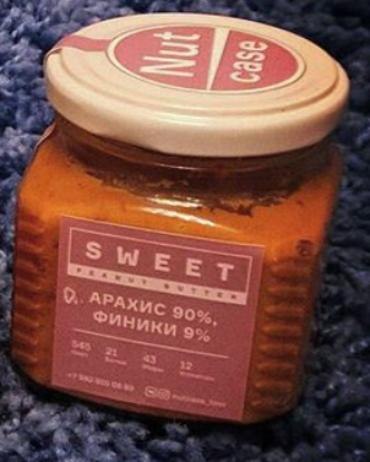 Nut
case
SWEET
PEANUT BUTTER
АРАХИС 90%,
ФИНИКИ 9%
545 21 43 12